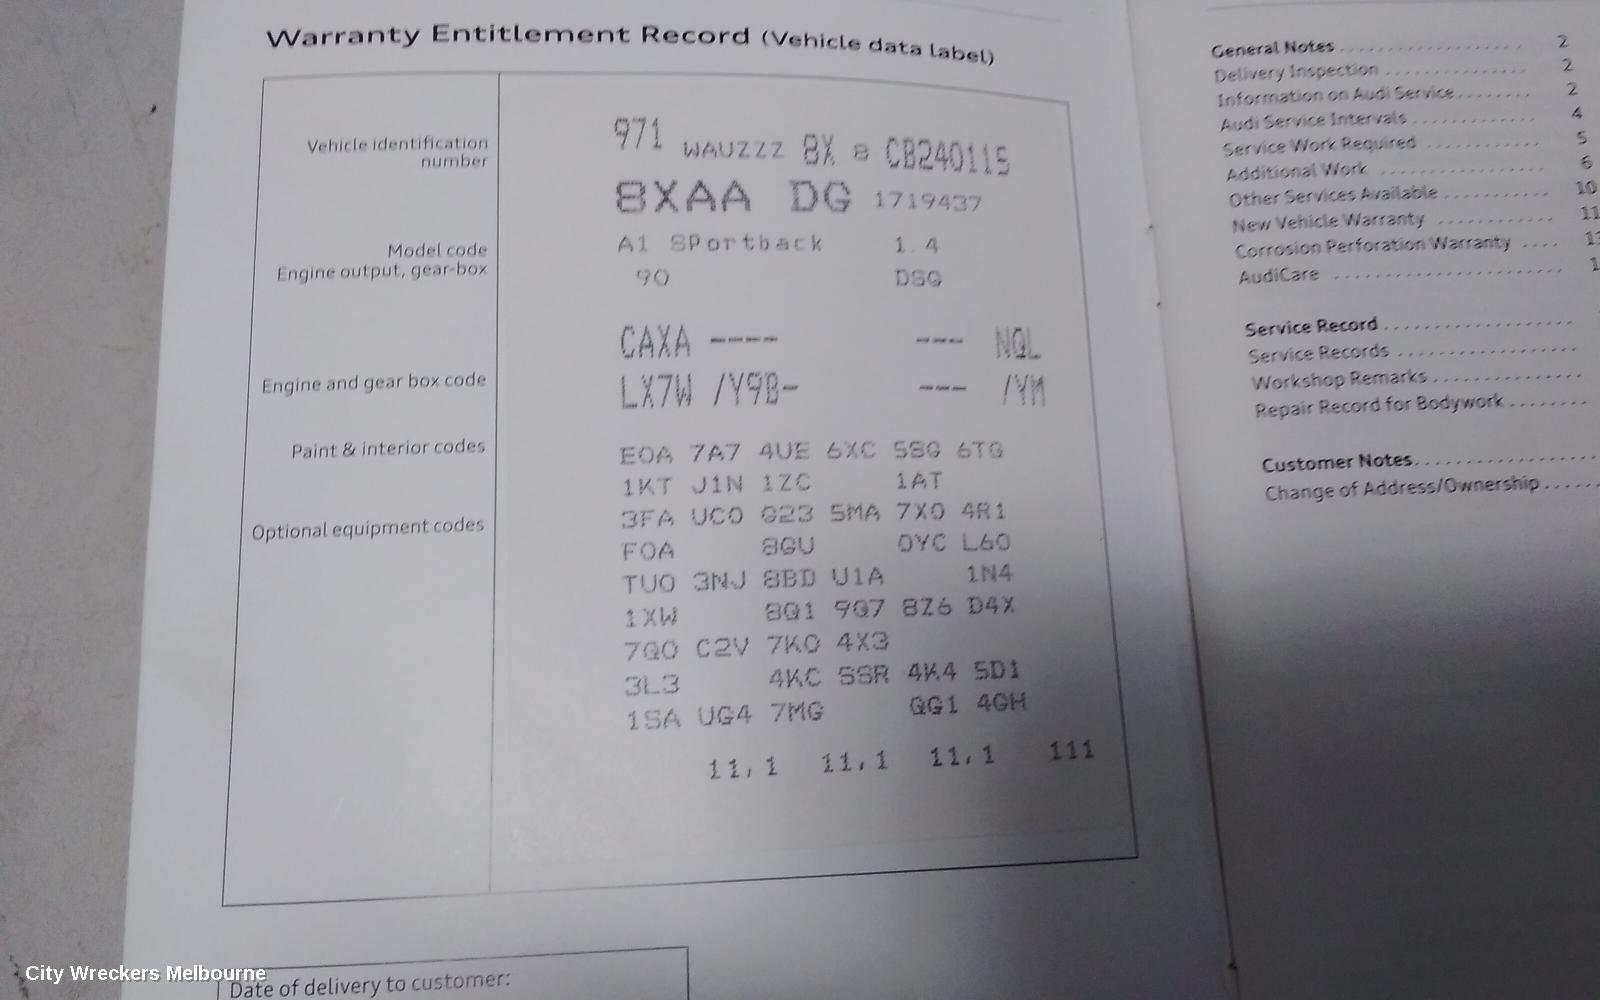 Warranty Entitlement Record (Vehicle data label)
Vehicle identification
number
971 WAUZZZ 8X 8 CB240115
8XAA DG 1719437
Model code
A1 SPortback 1.4
Engine output, gear-box
90 DSG
CAXA ---- --- NQL
Engine and gear box code
LX7W /Y9B- --- /YM
Paint & interior codes
E0A 7A7 4UE 6XC 5SG 6TG
1KT J1N 1ZC 1AT
Optional equipment codes
3FA UC0 G23 5MA 7X0 4R1
F0A 8GU 0YC L60
TU0 3NJ 8BD U1A 1N4
1XW 8Q1 9Q7 8Z6 D4X
7Q0 C2V 7K0 4X3
3L3 4KC 5SR 4K4 5D1
1SA UG4 7MG QG1 4GH
11,1 11,1 11,1 111
Date of delivery to customer:
General Notes 2
Delivery Inspection 2
Information on Audi Service 2
Audi Service Intervals 4
Service Work Required 5
Additional Work 6
Other Services Available 10
New Vehicle Warranty 11
Corrosion Perforation Warranty
AudiCare
Service Record
Service Records
Workshop Remarks
Repair Record for Bodywork
Customer Notes
Change of Address/Ownership
City Wreckers Melbourne